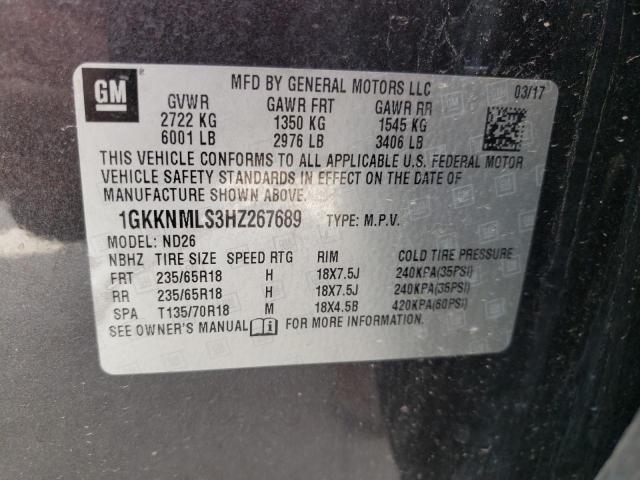 GM
MFD BY GENERAL MOTORS LLC
03/17
GVWR GAWR FRT GAWR RR
2722 KG 1350 KG 1545 KG
6001 LB 2976 LB 3406 LB
THIS VEHICLE CONFORMS TO ALL APPLICABLE U.S. FEDERAL MOTOR
VEHICLE SAFETY STANDARDS IN EFFECT ON THE DATE OF
MANUFACTURE SHOWN ABOVE.
1GKKNMLS3HZ267689 TYPE: M.P.V.
MODEL: ND26
NBHZ TIRE SIZE SPEED RTG RIM COLD TIRE PRESSURE
FRT 235/65R18 H 18X7.5J 240KPA(35PSI)
RR 235/65R18 H 18X7.5J 240KPA(35PSI)
SPA T135/70R18 M 18X4.5B 420KPA(60PSI)
SEE OWNER'S MANUAL FOR MORE INFORMATION.